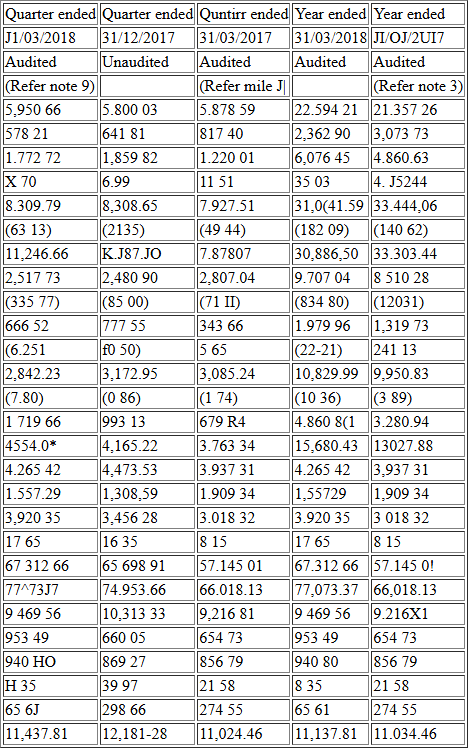 Quarter ended Quarter ended Quntirr ended Year ended Year ended
J1/03/2018 31/12/2017 31/03/2017 31/03/2018 JI/OJ/2UI7
Audited Unaudited Audited Audited Audited
(Refer note 9) (Refer mile J| (Refer note 3)
5,950 66 5.800 03 5.878 59 22.594 21 21.357 26
578 21 641 81 817 40 2,362 90 3,073 73
1.772 72 1,859 82 1.220 01 6,076 45 4.860.63
X 70 6.99 11 51 35 03 4. J5244
8.309.79 8,308.65 7.927.51 31,0(41.59 33.444,06
(63 13) (2135) (49 44) (182 09) (140 62)
11,246.66 K.J87.JO 7.87807 30,886,50 33.303.44
2,517 73 2,480 90 2,807.04 9.707 04 8 510 28
(335 77) (85 00) (71 II) (834 80) (12031)
666 52 777 55 343 66 1.979 96 1,319 73
(6.251 f0 50) 5 65 (22-21) 241 13
2,842.23 3,172.95 3,085.24 10,829.99 9,950.83
(7.80) (0 86) (1 74) (10 36) (3 89)
1 719 66 993 13 679 R4 4.860 8(1 3.280.94
4554.0* 4,165.22 3.763 34 15,680.43 13027.88
4.265 42 4,473.53 3.937 31 4.265 42 3,937 31
1.557.29 1,308,59 1.909 34 1,55729 1,909 34
3,920 35 3,456 28 3.018 32 3.920 35 3 018 32
17 65 16 35 8 15 17 65 8 15
67 312 66 65 698 91 57.145 01 67.312 66 57.145 0!
77^73J7 74.953.66 66.018.13 77,073.37 66,018.13
9 469 56 10,313 33 9,216 81 9 469 56 9.216X1
953 49 660 05 654 73 953 49 654 73
940 HO 869 27 856 79 940 80 856 79
H 35 39 97 21 58 8 35 21 58
65 6J 298 66 274 55 65 61 274 55
11,437.81 12,181-28 11,024.46 11,137.81 11.034.46